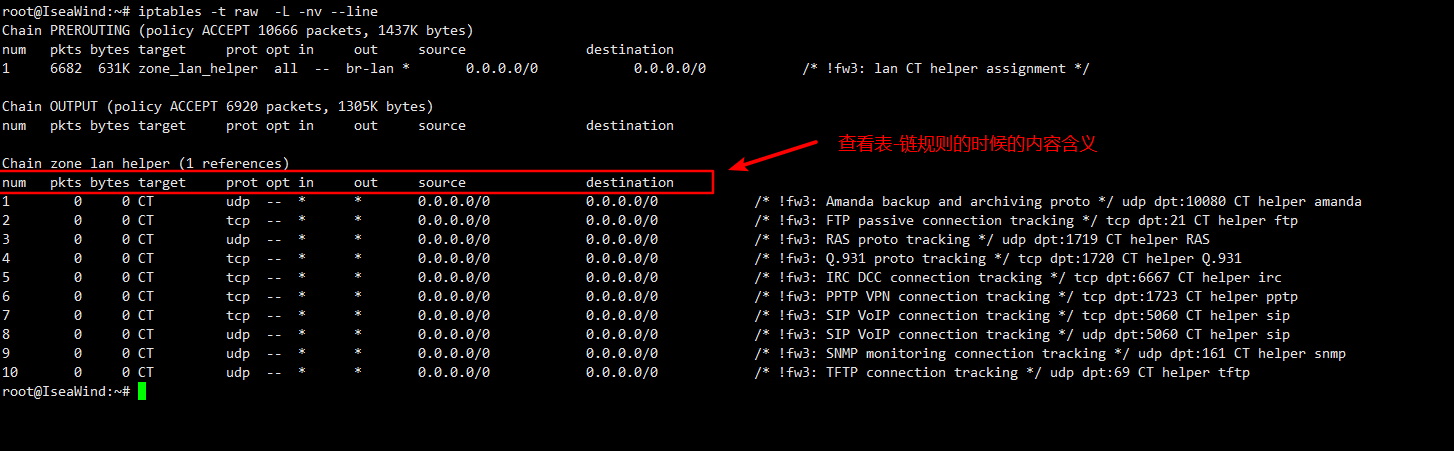 root@IseaWind:~# iptables -t raw  -L -nv --line
Chain PREROUTING (policy ACCEPT 10666 packets, 1437K bytes)
num   pkts bytes target     prot opt in     out     source               destination
1     6682  631K zone_lan_helper  all  --  br-lan *       0.0.0.0/0            0.0.0.0/0            /* !fw3: lan CT helper assignment */
Chain OUTPUT (policy ACCEPT 6920 packets, 1305K bytes)
num   pkts bytes target     prot opt in     out     source               destination
查看表-链规则的时候的内容含义
Chain zone lan helper (1 references)
num   pkts bytes target     prot opt in     out     source               destination
1        0     0 CT         udp  --  *      *       0.0.0.0/0            0.0.0.0/0            /* !fw3: Amanda backup and archiving proto */ udp dpt:10080 CT helper amanda
2        0     0 CT         tcp  --  *      *       0.0.0.0/0            0.0.0.0/0            /* !fw3: FTP passive connection tracking */ tcp dpt:21 CT helper ftp
3        0     0 CT         udp  --  *      *       0.0.0.0/0            0.0.0.0/0            /* !fw3: RAS proto tracking */ udp dpt:1719 CT helper RAS
4        0     0 CT         tcp  --  *      *       0.0.0.0/0            0.0.0.0/0            /* !fw3: Q.931 proto tracking */ tcp dpt:1720 CT helper Q.931
5        0     0 CT         tcp  --  *      *       0.0.0.0/0            0.0.0.0/0            /* !fw3: IRC DCC connection tracking */ tcp dpt:6667 CT helper irc
6        0     0 CT         tcp  --  *      *       0.0.0.0/0            0.0.0.0/0            /* !fw3: PPTP VPN connection tracking */ tcp dpt:1723 CT helper pptp
7        0     0 CT         tcp  --  *      *       0.0.0.0/0            0.0.0.0/0            /* !fw3: SIP VoIP connection tracking */ tcp dpt:5060 CT helper sip
8        0     0 CT         udp  --  *      *       0.0.0.0/0            0.0.0.0/0            /* !fw3: SIP VoIP connection tracking */ udp dpt:5060 CT helper sip
9        0     0 CT         udp  --  *      *       0.0.0.0/0            0.0.0.0/0            /* !fw3: SNMP monitoring connection tracking */ udp dpt:161 CT helper snmp
10       0     0 CT         udp  --  *      *       0.0.0.0/0            0.0.0.0/0            /* !fw3: TFTP connection tracking */ udp dpt:69 CT helper tftp
root@IseaWind:~#